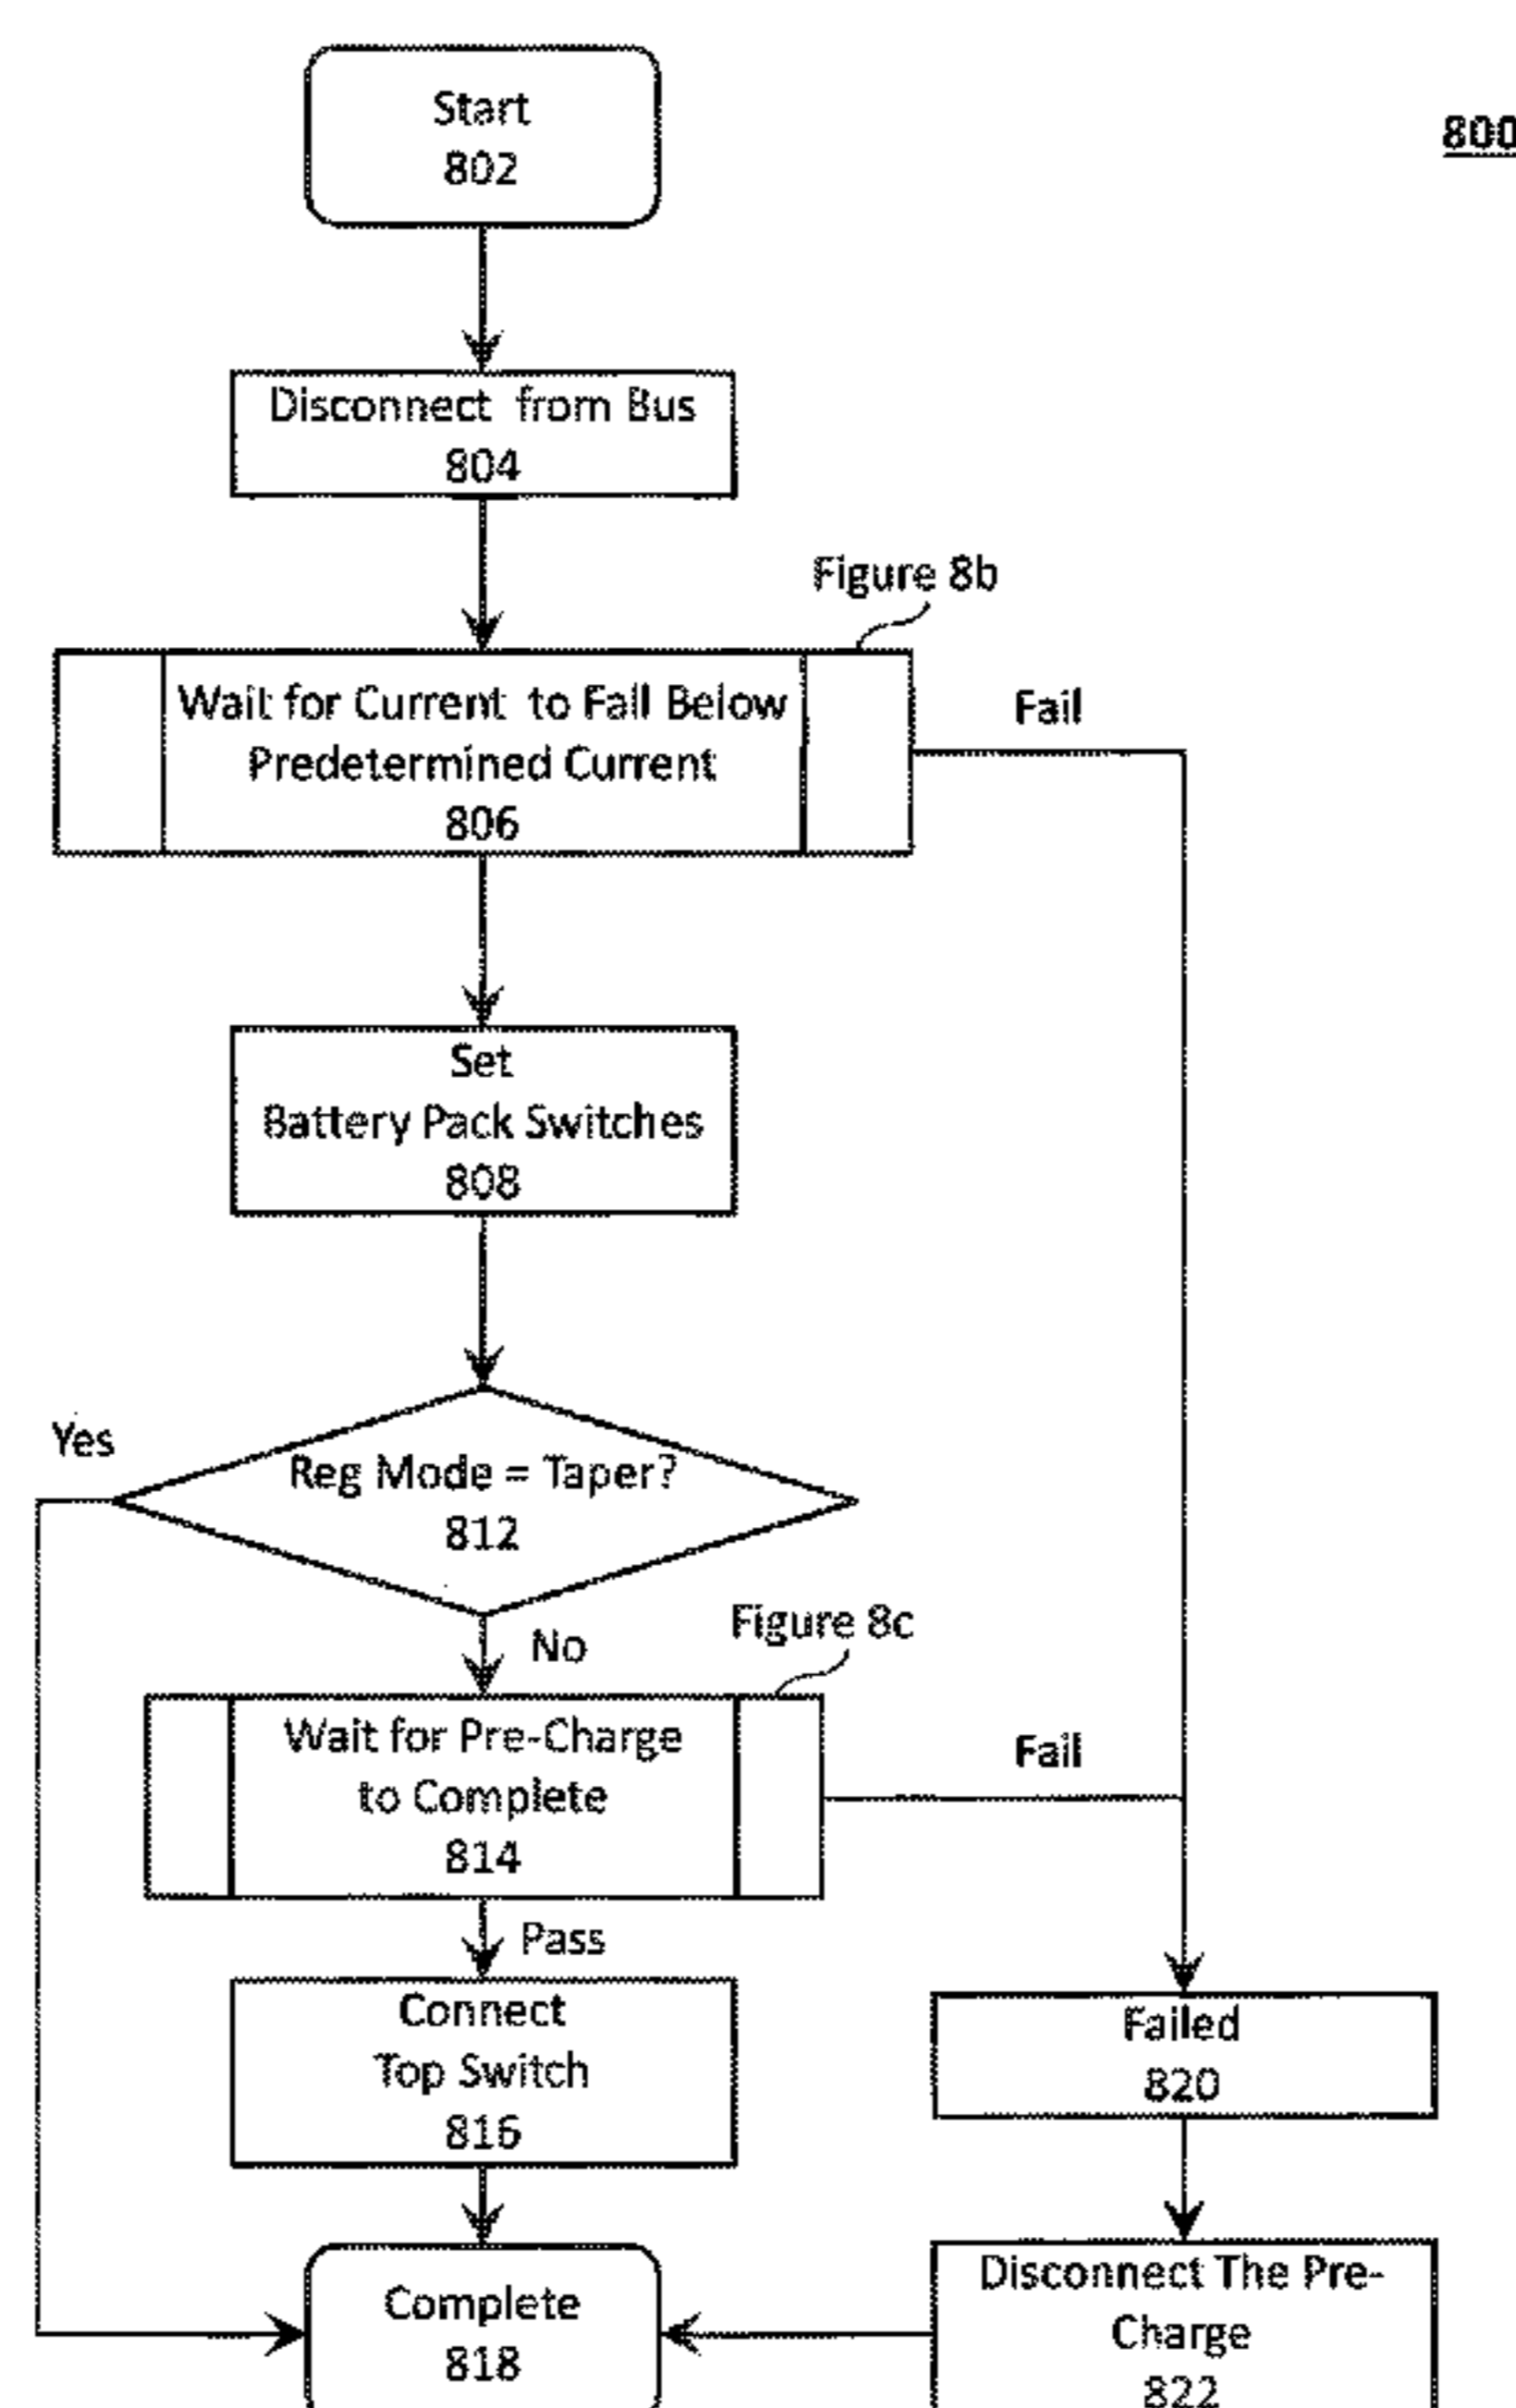 Start
802
800
Disconnect from Bus
804
Figure 8b
Wait for Current to Fall Below
Predetermined Current
806
Fail
Set
Battery Pack Switches
808
Yes
Reg Mode = Taper?
812
No
Figure 8c
Wait for Pre-Charge
to Complete
814
Fail
Pass
Connect
Top Switch
816
Failed
820
Complete
818
Disconnect The Pre-
Charge
822